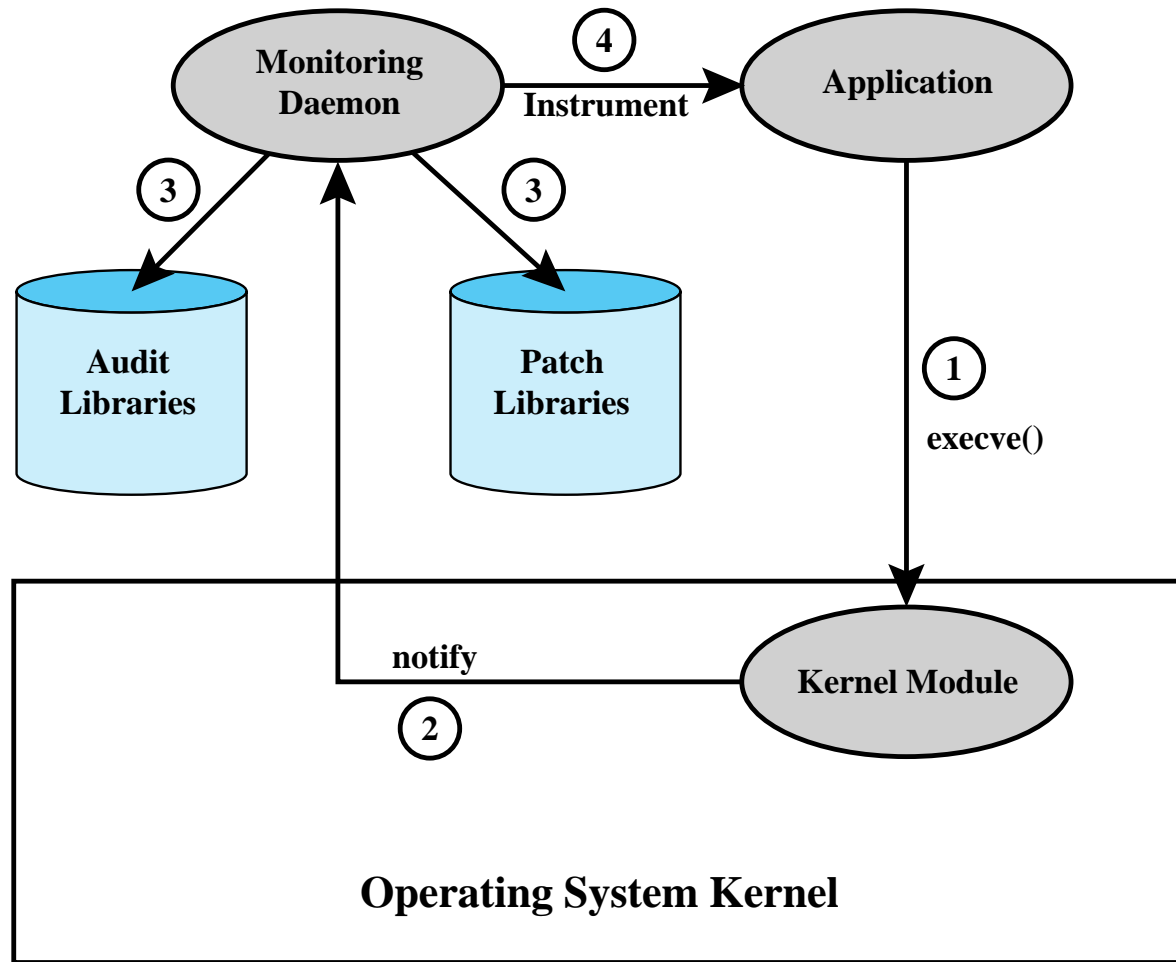 4
Monitoring
Daemon
Application
Instrument
3
3
Audit
Libraries
Patch
Libraries
1
execve()
notify
Kernel Module
2
Operating System Kernel